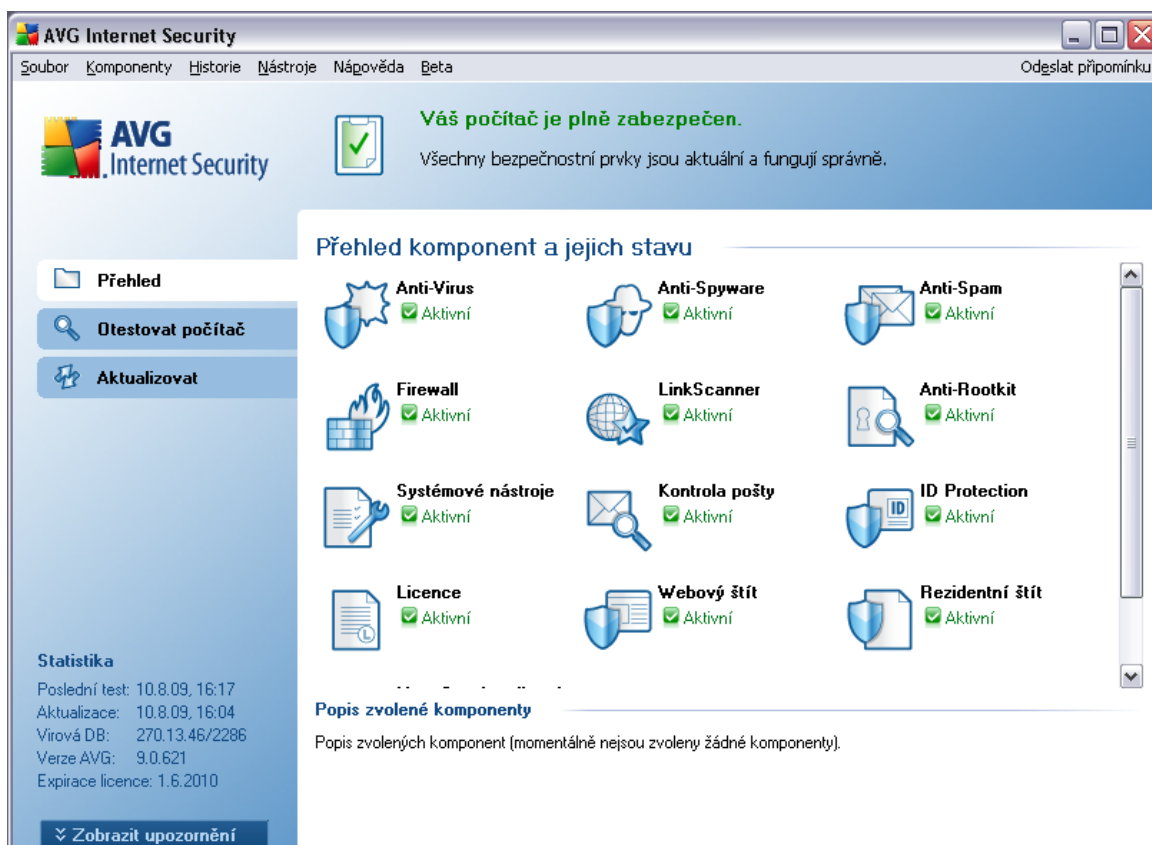 AVG Internet Security
Soubor Komponenty Historie Nástroje Nápověda Beta Odeslat připomínku
AVG
Internet Security
Váš počítač je plně zabezpečen.
Všechny bezpečnostní prvky jsou aktuální a fungují správně.
Přehled
Otestovat počítač
Aktualizovat
Přehled komponent a jejich stavu
Anti-Virus
Aktivní
Anti-Spyware
Aktivní
Anti-Spam
Aktivní
Firewall
Aktivní
LinkScanner
Aktivní
Anti-Rootkit
Aktivní
Systémové nástroje
Aktivní
Kontrola pošty
Aktivní
ID Protection
ID
Aktivní
Licence
L
Aktivní
Webový štít
Aktivní
Rezidentní štít
Aktivní
Statistika
Poslední test: 10.8.09, 16:17
Aktualizace: 10.8.09, 16:04
Virová DB: 270.13.46/2286
Verze AVG: 9.0.621
Expirace licence: 1.6.2010
Zobrazit upozornění
Popis zvolené komponenty
Popis zvolených komponent (momentálně nejsou zvoleny žádné komponenty).